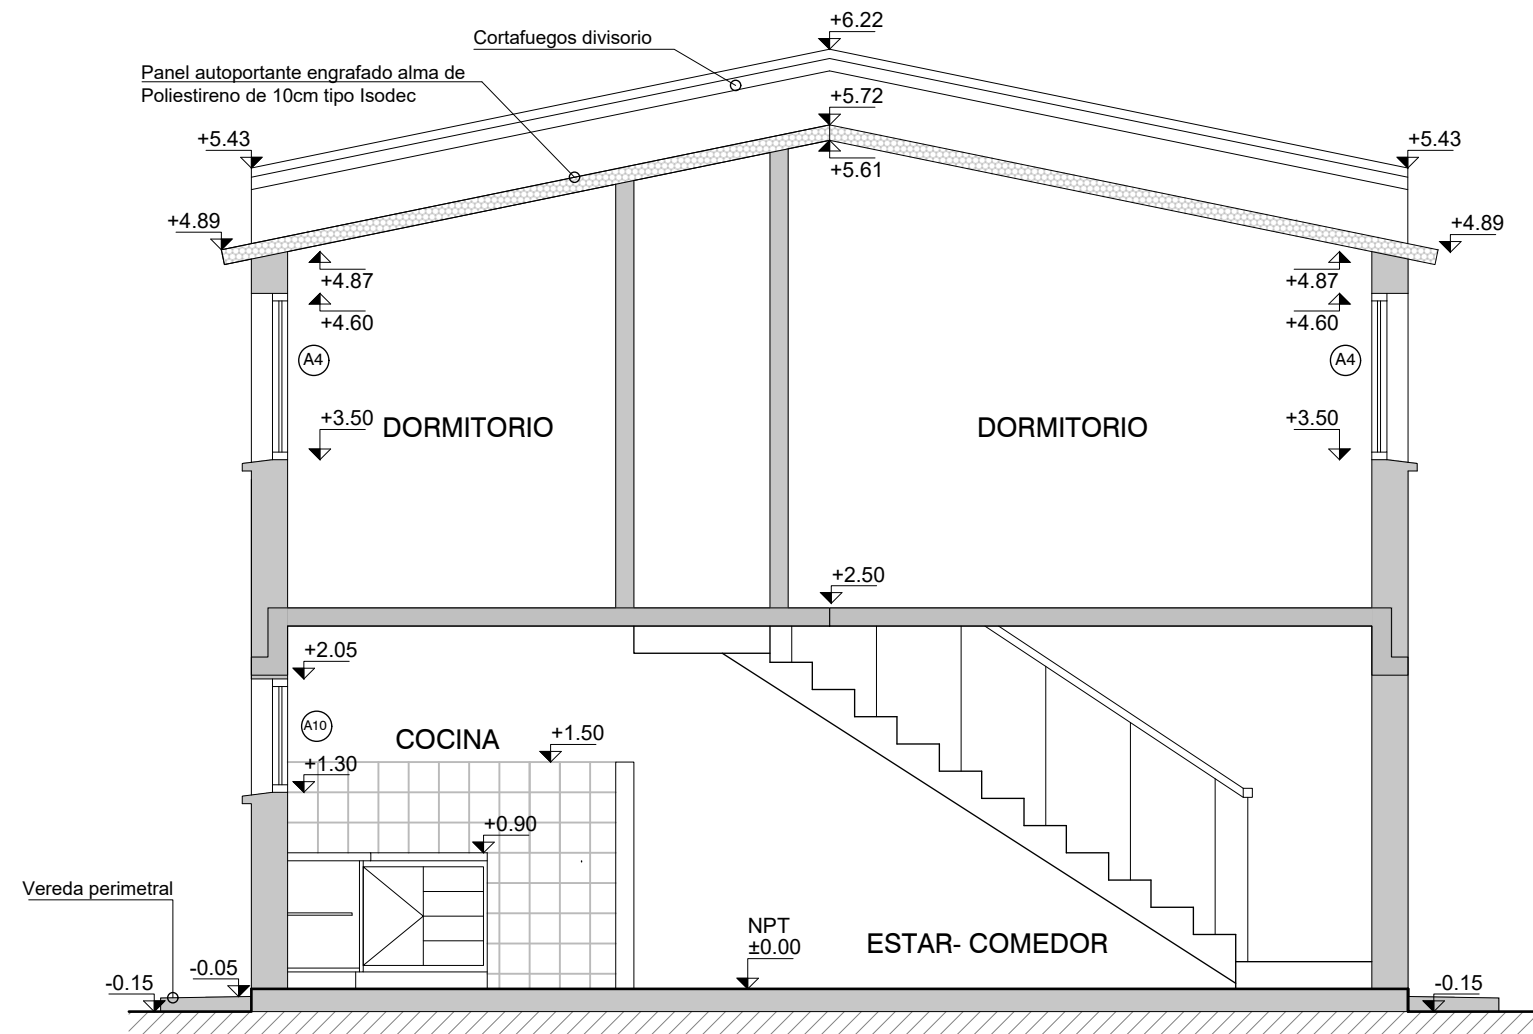 +6.22
Cortafuegos divisorio
Panel autoportante engrafado alma de
Poliestireno de 10cm tipo Isodec
+5.72
+5.43
+5.43
+5.61
+4.89
+4.89
+4.87
+4.87
+4.60
+4.60
A4
A4
+3.50
DORMITORIO
DORMITORIO
+3.50
+2.50
+2.05
A10
COCINA
+1.50
+1.30
+0.90
Vereda perimetral
NPT
±0.00
ESTAR- COMEDOR
-0.05
-0.15
-0.15